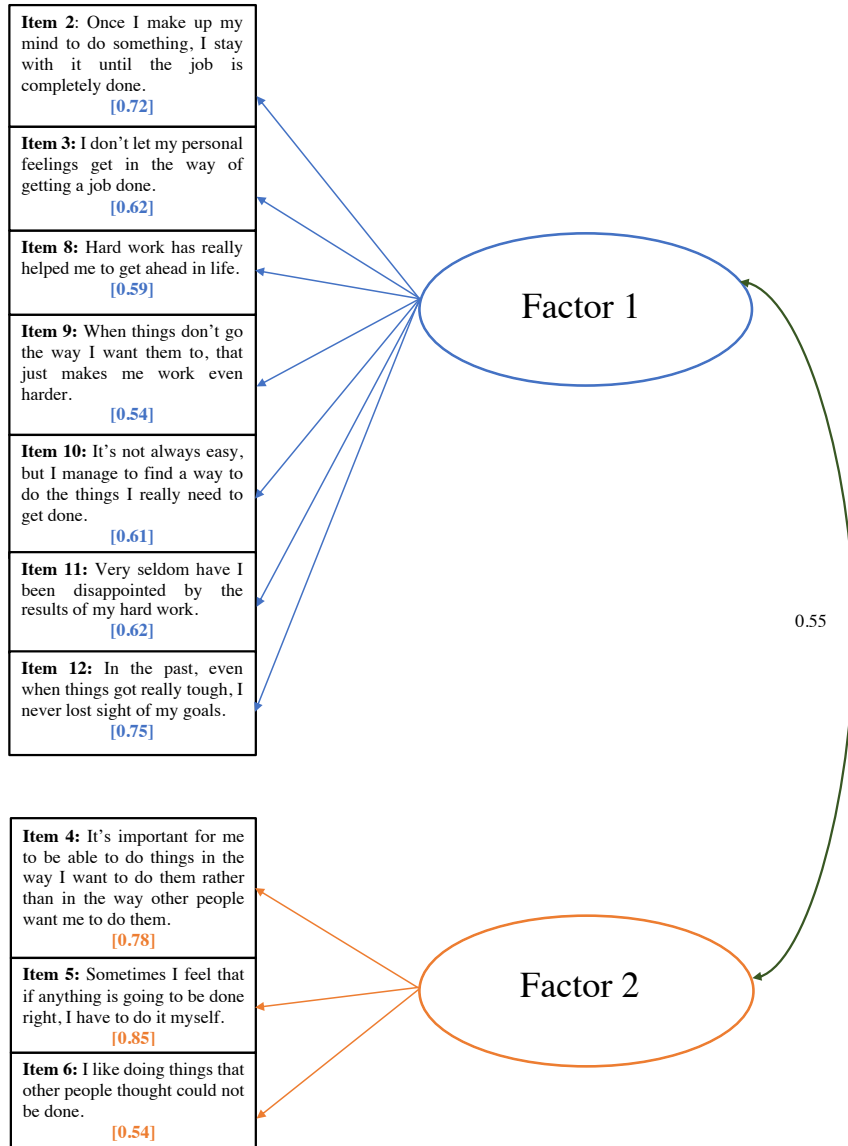 Item 2: Once I make up my
mind to do something, I stay
with it until the job is
completely done.
[0.72]
Item 3: I don’t let my personal
feelings get in the way of
getting a job done.
[0.62]
Item 8: Hard work has really
helped me to get ahead in life.
[0.59]
Item 9: When things don’t go
the way I want them to, that
just makes me work even
harder.
[0.54]
Item 10: It’s not always easy,
but I manage to find a way to
do the things I really need to
get done.
[0.61]
Item 11: Very seldom have I
been disappointed by the
results of my hard work.
[0.62]
Item 12: In the past, even
when things got really tough, I
never lost sight of my goals.
[0.75]
Factor 1
0.55
Item 4: It’s important for me
to be able to do things in the
way I want to do them rather
than in the way other people
want me to do them.
[0.78]
Item 5: Sometimes I feel that
if anything is going to be done
right, I have to do it myself.
[0.85]
Item 6: I like doing things that
other people thought could not
be done.
[0.54]
Factor 2